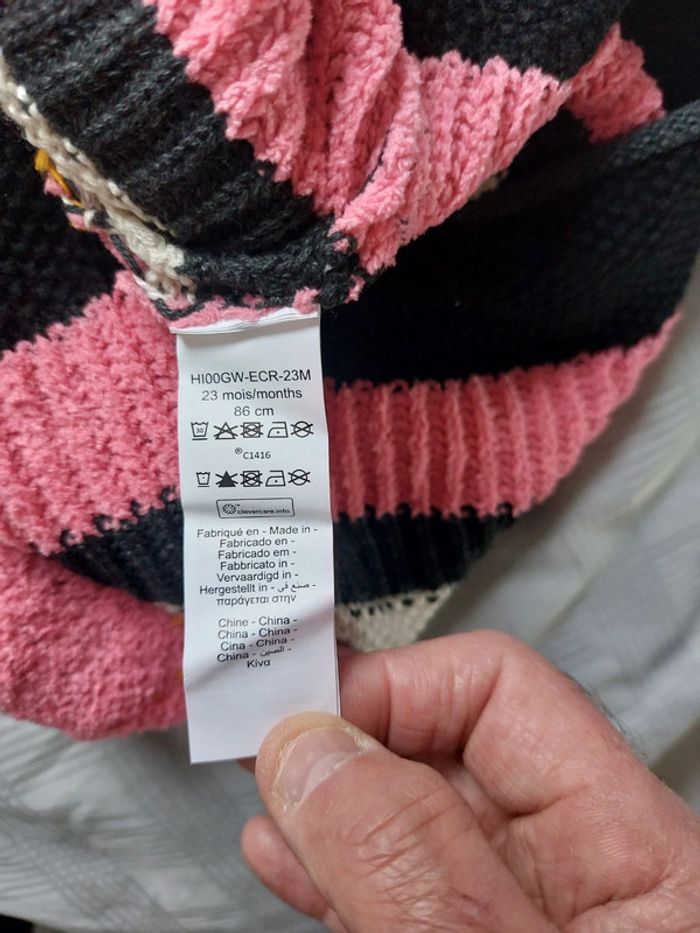 HI00GW-ECR-23M
23 mois/months
86 cm
30
®C1416
clevercare.info
Fabriqué en - Made in -
Fabricado en -
Fabricado em -
Fabbricato in -
Vervaardigd in -
Hergestellt in - صنع في -
παράγεται στην
Chine - China -
China - China -
Cina - China -
China - الصين -
Κίνα